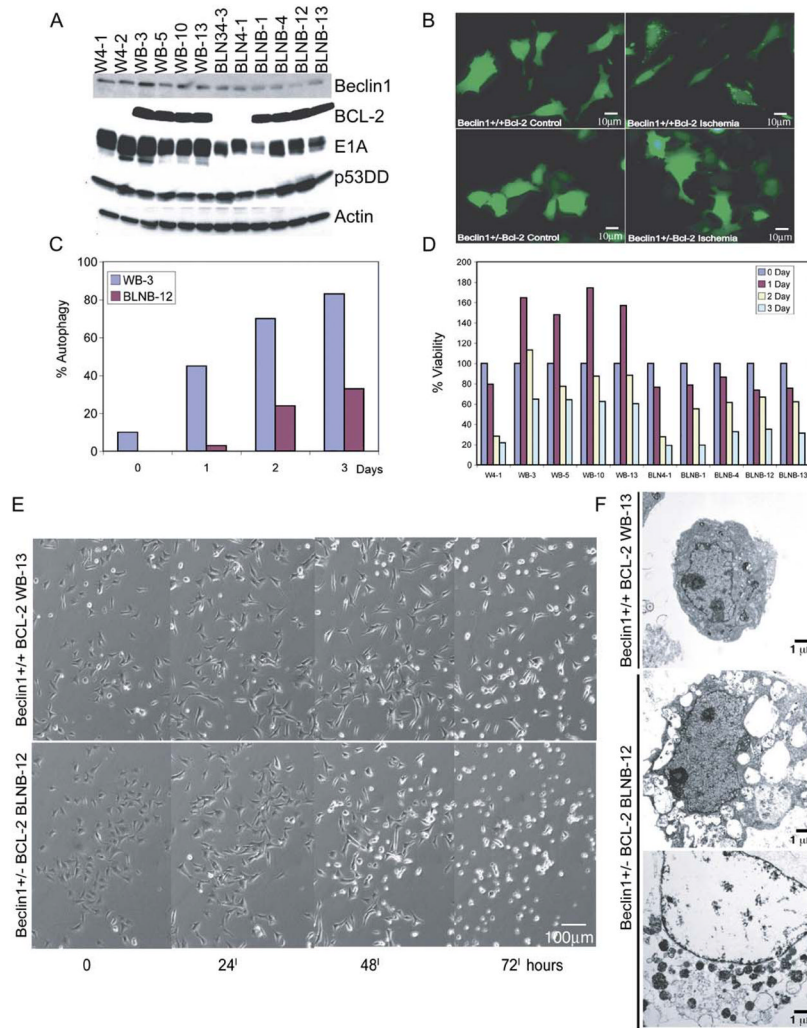 A
W4-1
W4-2
WB-3
WB-5
WB-10
WB-13
BLN34-3
BLN4-1
BLNB-1
BLNB-4
BLNB-12
BLNB-13
Beclin1
BCL-2
E1A
p53DD
Actin
B
10μm
Beclin1+/+Bcl-2 Control
10μm
Beclin1+/+Bcl-2 Ischemia
10μm
Beclin1+/-Bcl-2 Control
10μm
Beclin1+/-Bcl-2 Ischemia
C
WB-3
BLNB-12
% Autophagy
100
80
60
40
20
0
0 1 2 3 Days
D
0 Day
1 Day
2 Day
3 Day
% Viability
200
180
160
140
120
100
80
60
40
20
0
W4-1 WB-3 WB-5 WB-10 WB-13 BLN4-1 BLNB-1 BLNB-4 BLNB-12 BLNB-13
E
Beclin1+/+ BCL-2 WB-13
Beclin1+/- BCL-2 BLNB-12
100μm
0 24' 48' 72' hours
F
Beclin1+/+ BCL-2 WB-13
1 μ
Beclin1+/- BCL-2 BLNB-12
1 μ
1 μ